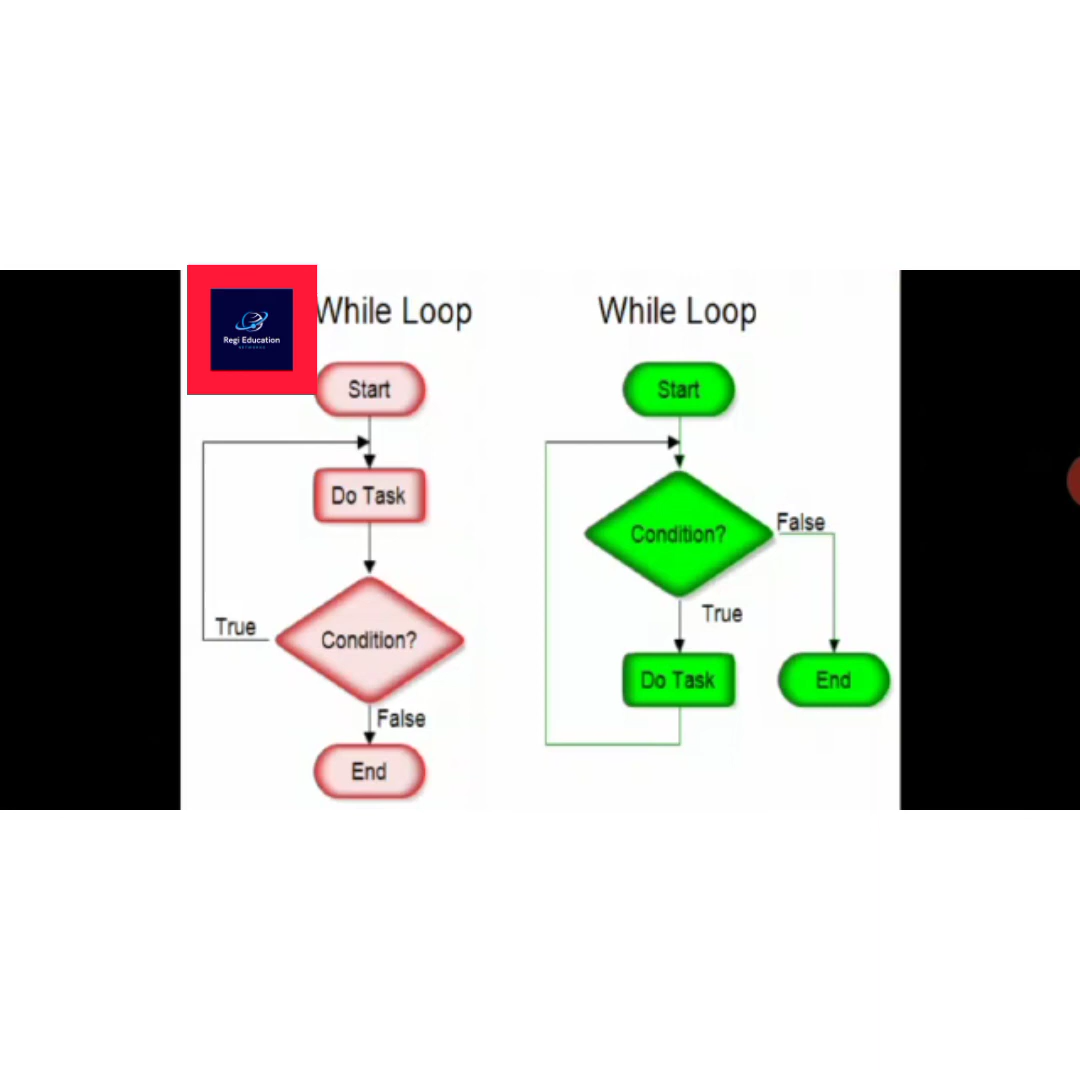 While Loop
Start
Do Task
Condition?
True
False
End
While Loop
Start
Condition?
False
True
Do Task
End
Regi Education